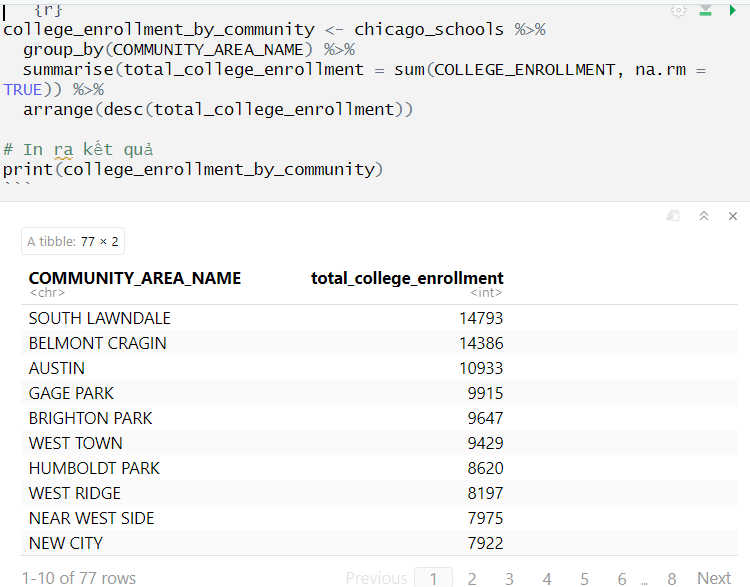 {r}
college_enrollment_by_community <- chicago_schools %>%
  group_by(COMMUNITY_AREA_NAME) %>%
  summarise(total_college_enrollment = sum(COLLEGE_ENROLLMENT, na.rm =
TRUE)) %>%
  arrange(desc(total_college_enrollment))
# In ra kết quả
print(college_enrollment_by_community)
```
A tibble: 77 × 2
COMMUNITY_AREA_NAME total_college_enrollment
<chr> <int>
SOUTH LAWNDALE 14793
BELMONT CRAGIN 14386
AUSTIN 10933
GAGE PARK 9915
BRIGHTON PARK 9647
WEST TOWN 9429
HUMBOLDT PARK 8620
WEST RIDGE 8197
NEAR WEST SIDE 7975
NEW CITY 7922
1-10 of 77 rows Previous 1 2 3 4 5 6 ... 8 Next